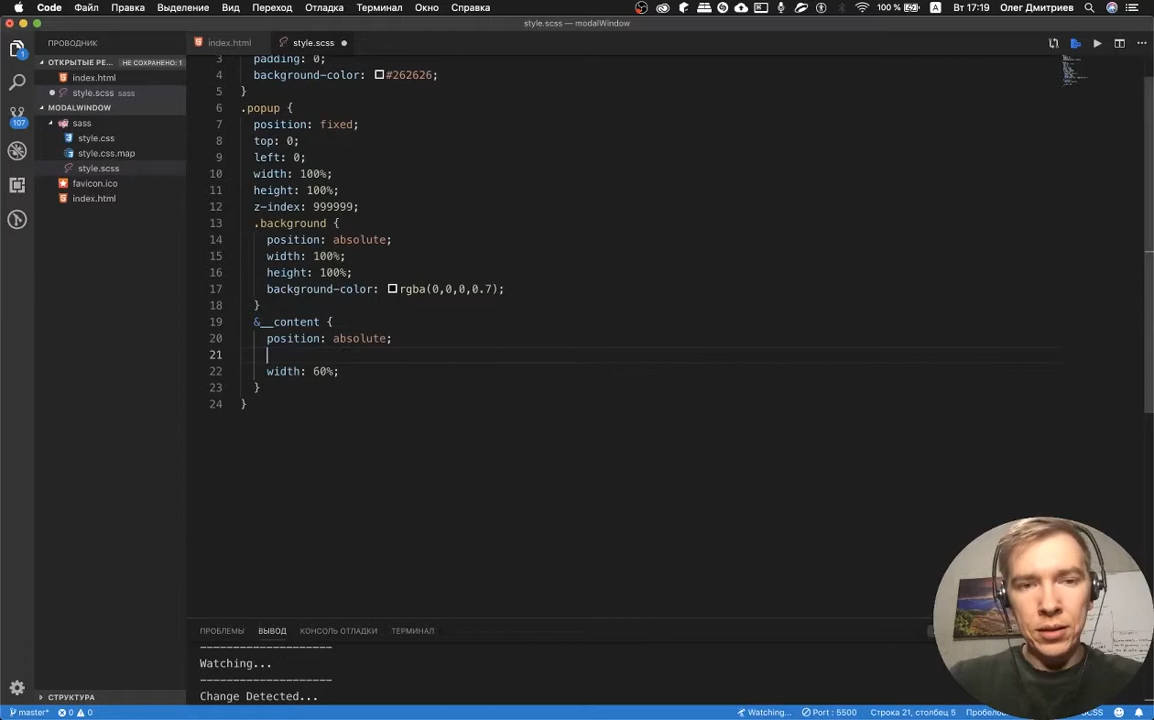 Code Файл Правка Выделение Вид Переход Отладка Терминал Окно Справка 100 % Вт 17:19 Олег Дмитриев
style.scss — modalWindow
ПРОВОДНИК
index.html style.scss
ОТКРЫТЫЕ РЕ... НЕ СОХРАНЕНО: 1
index.html
style.scss sass
MODALWINDOW
sass
style.css
style.css.map
style.scss
favicon.ico
index.html
3 padding: 0;
4 background-color: #262626;
5 }
6 .popup {
7 position: fixed;
8 top: 0;
9 left: 0;
10 width: 100%;
11 height: 100%;
12 z-index: 999999;
13 .background {
14 position: absolute;
15 width: 100%;
16 height: 100%;
17 background-color: rgba(0,0,0,0.7);
18 }
19 &__content {
20 position: absolute;
21
22 width: 60%;
23 }
24 }
ПРОБЛЕМЫ ВЫВОД КОНСОЛЬ ОТЛАДКИ ТЕРМИНАЛ
--------------------
Watching...
--------------------
Change Detected...
СТРУКТУРА
master* 0 0 Watching... Port : 5500 Строка 21, столбец 5